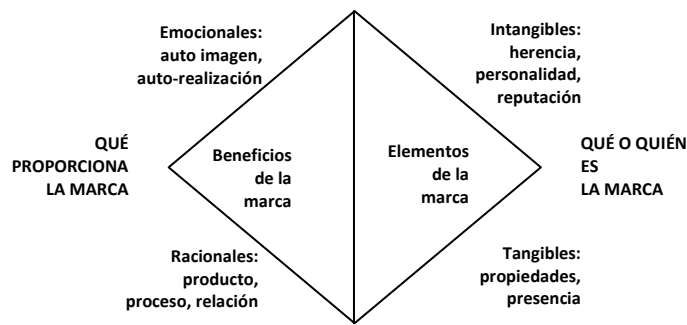 Emocionales:
auto imagen,
auto-realización
Intangibles:
herencia,
personalidad,
reputación
QUÉ
PROPORCIONA
LA MARCA
Beneficios
de la
marca
Elementos
de la
marca
QUÉ O QUIÉN
ES
LA MARCA
Racionales:
producto,
proceso, relación
Tangibles:
propiedades,
presencia